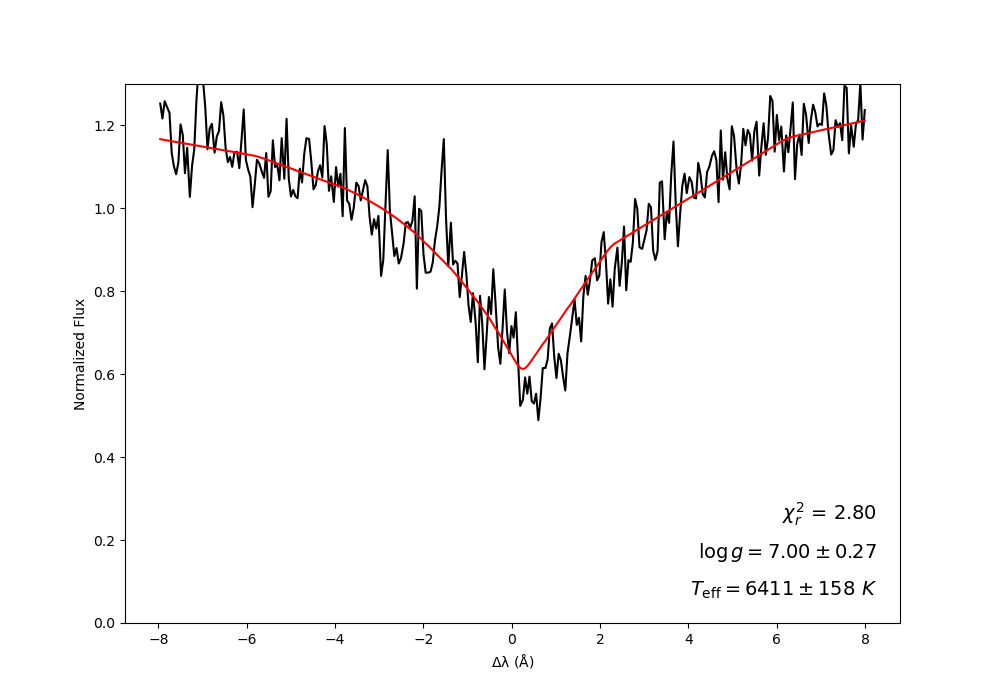 1.2
1.0
0.8
0.6
0.4
0.2
0.0
Normalized Flux
χ²ᵣ = 2.80
log g = 7.00 ± 0.27
T_eff = 6411 ± 158 K
−8 −6 −4 −2 0 2 4 6 8
Δλ (Å)